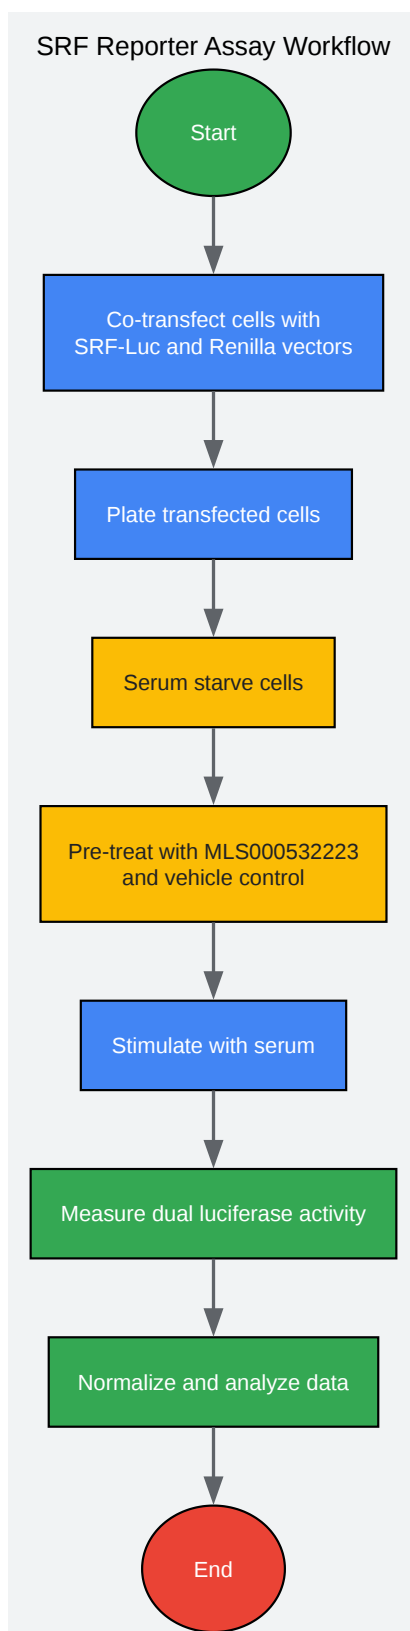 SRF Reporter Assay Workflow
Start
Co-transfect cells with
SRF-Luc and Renilla vectors
Plate transfected cells
Serum starve cells
Pre-treat with MLS000532223
and vehicle control
Stimulate with serum
Measure dual luciferase activity
Normalize and analyze data
End